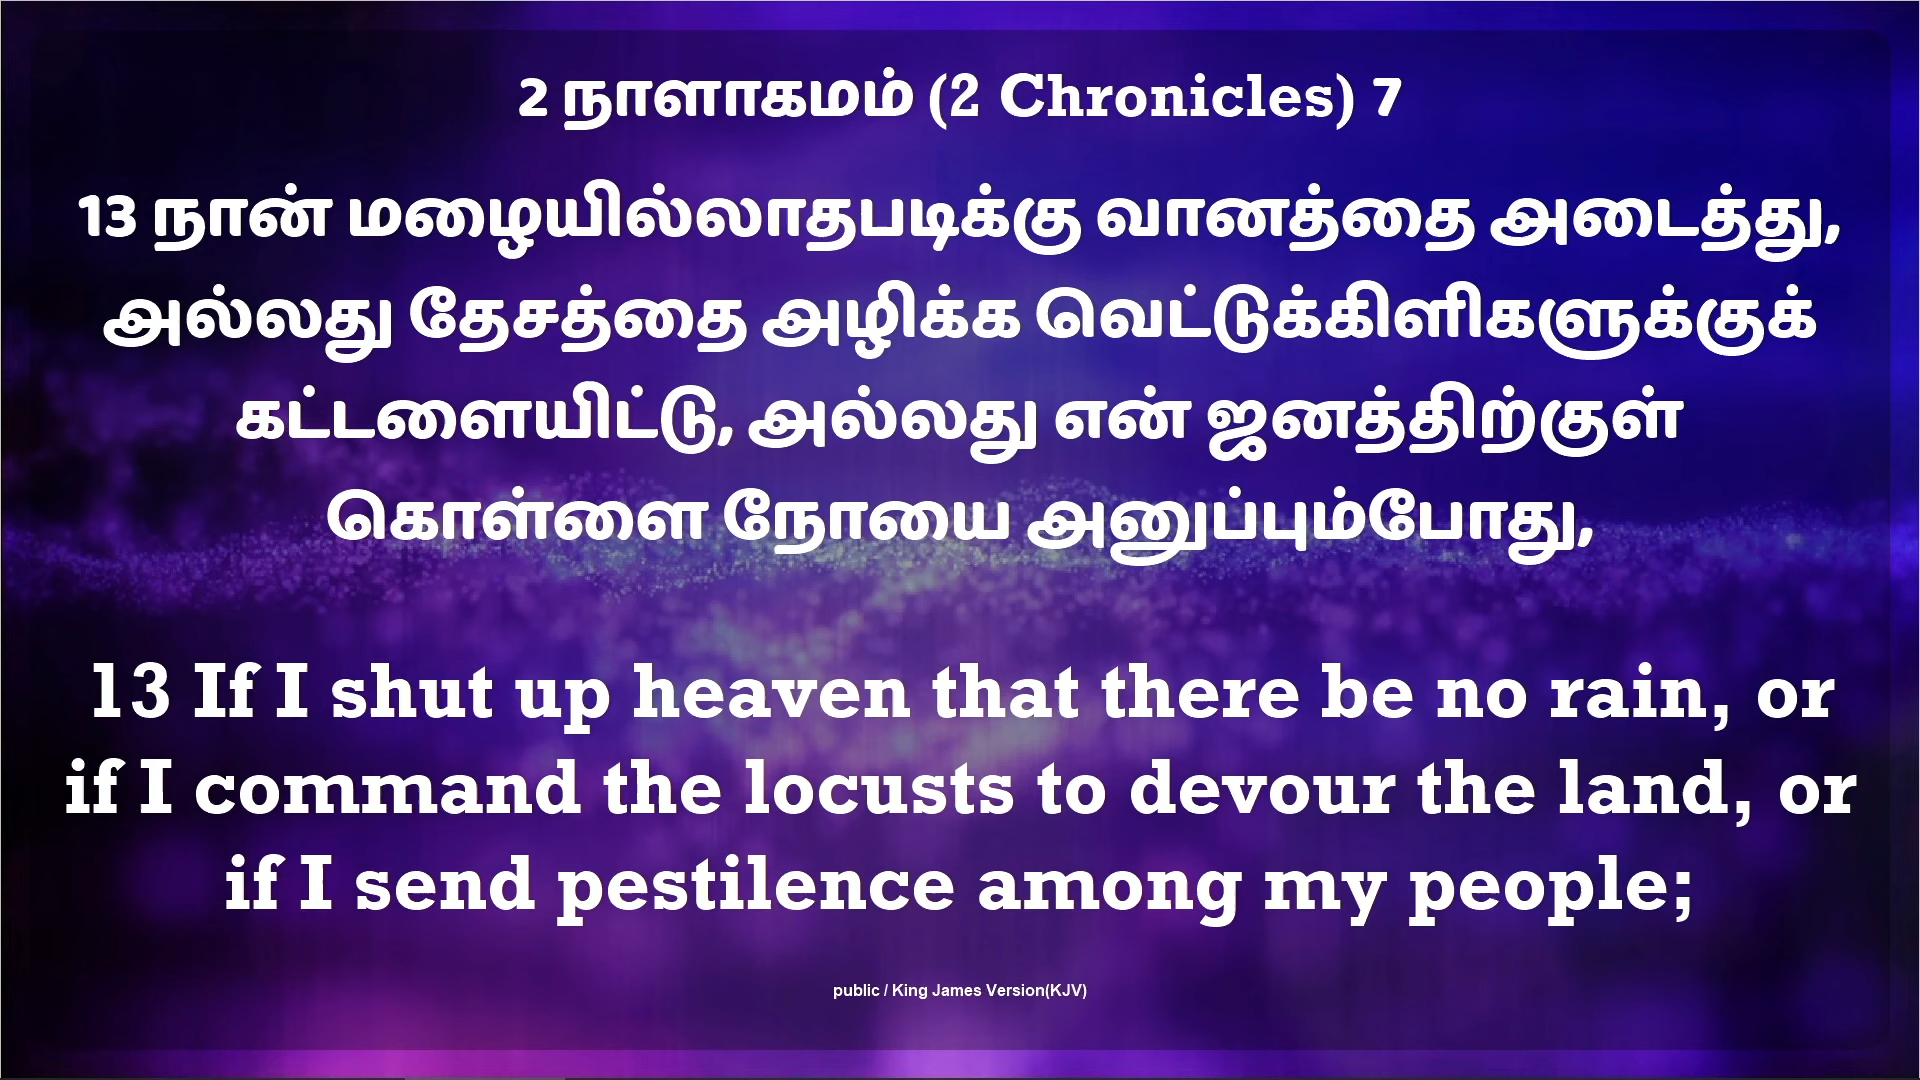 2 நாளாகமம் (2 Chronicles) 7
13 நான் மழையில்லாதபடிக்கு வானத்தை அடைத்து,
அல்லது தேசத்தை அழிக்க வெட்டுக்கிளிகளுக்குக்
கட்டளையிட்டு, அல்லது என் ஜனத்திற்குள்
கொள்ளை நோயை அனுப்பும்போது,
13 If I shut up heaven that there be no rain, or
if I command the locusts to devour the land, or
if I send pestilence among my people;
public / King James Version(KJV)